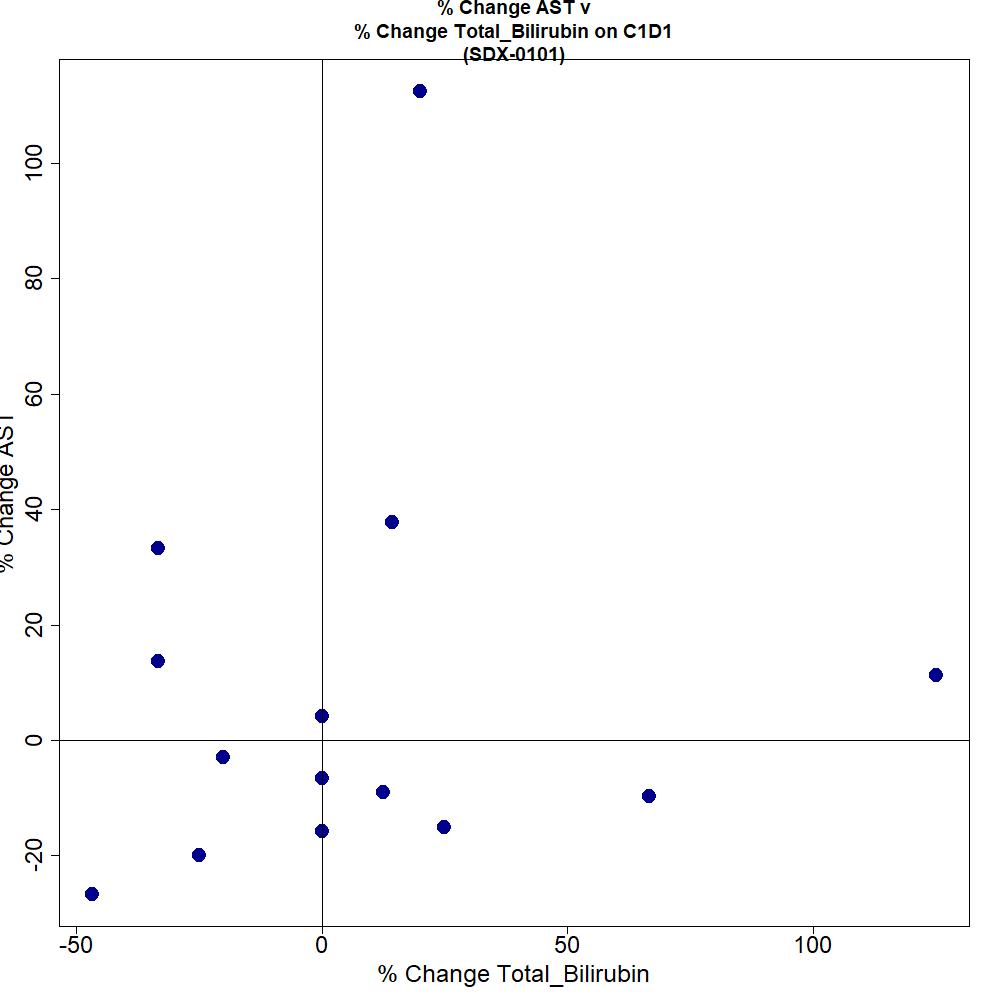 % Change AST v
% Change Total_Bilirubin on C1D1
(SDX-0101)
% Change AST
100
80
60
40
20
0
-20
-50
0
50
100
% Change Total_Bilirubin